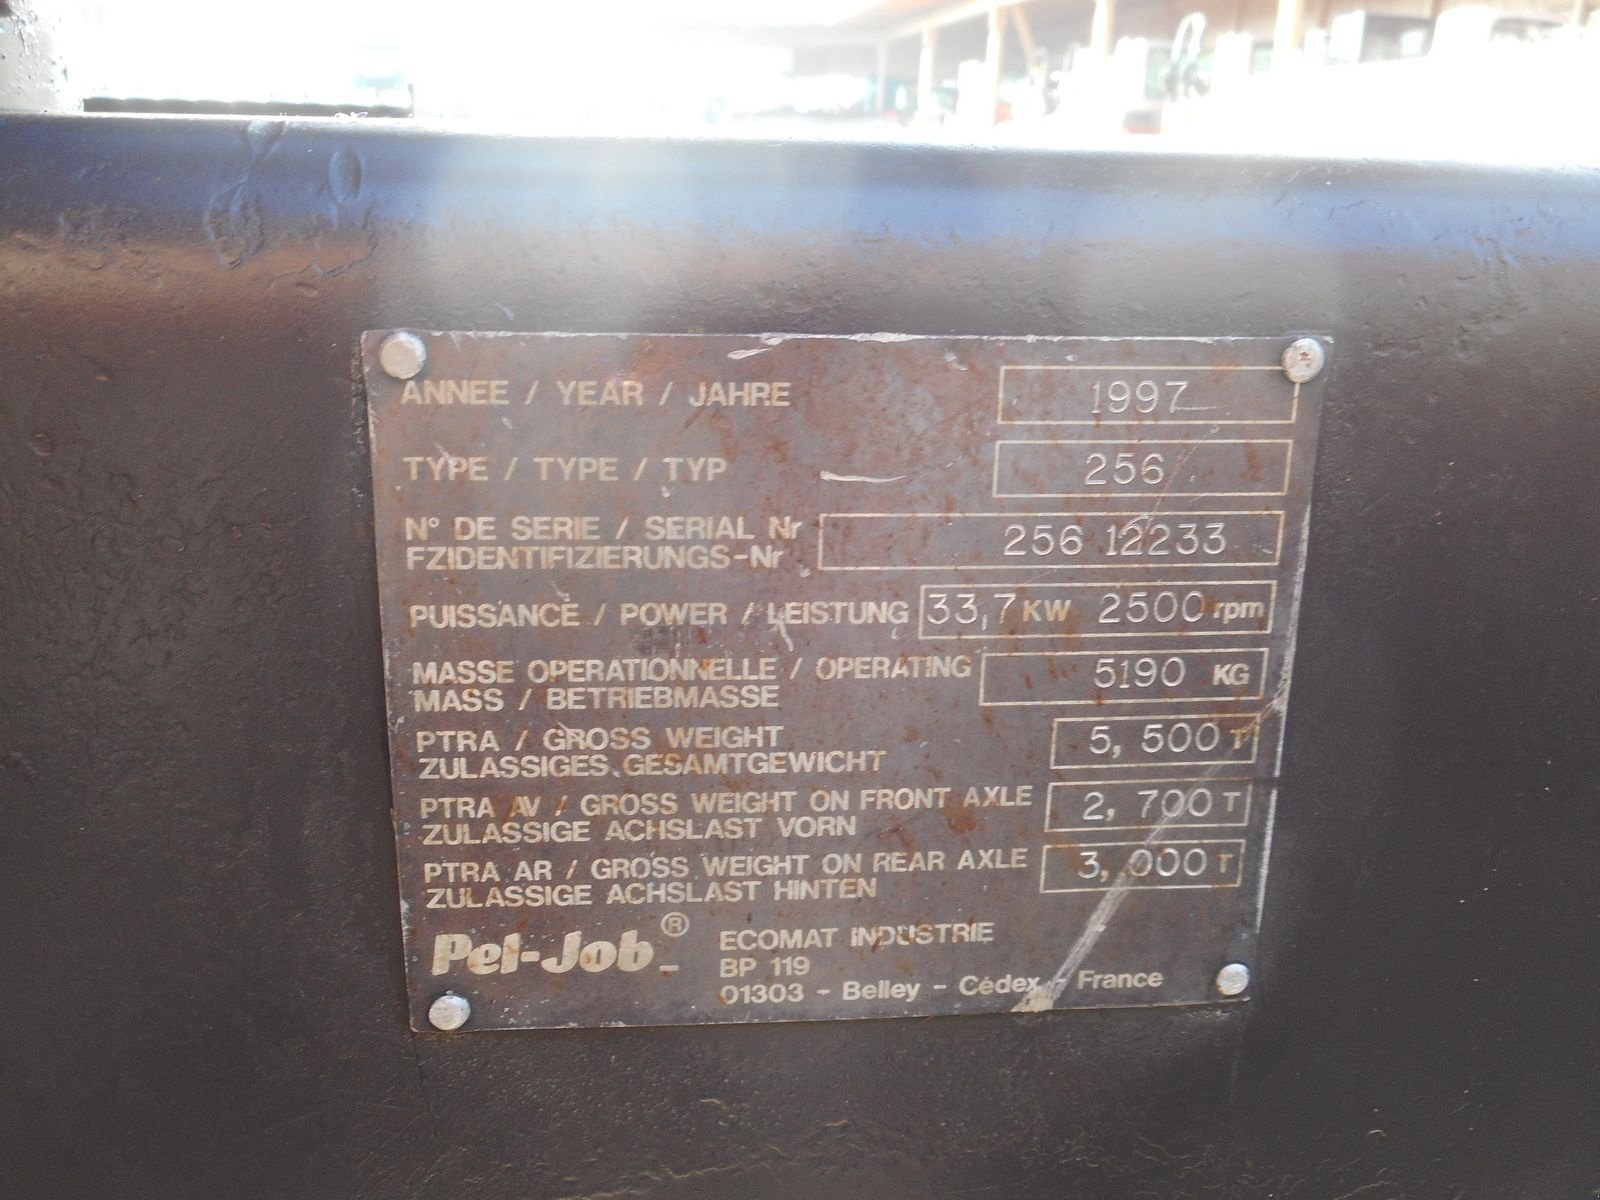 ANNEE / YEAR / JAHRE 1997
TYPE / TYPE / TYP 256
N° DE SERIE / SERIAL Nr
FZIDENTIFIZIERUNGS-Nr 256 12233
PUISSANCE / POWER / LEISTUNG 33,7 KW 2500 rpm
MASSE OPERATIONNELLE / OPERATING
MASS / BETRIEBMASSE 5190 KG
PTRA / GROSS WEIGHT
ZULASSIGES GESAMTGEWICHT 5, 500 T
PTRA AV / GROSS WEIGHT ON FRONT AXLE
ZULASSIGE ACHSLAST VORN 2, 700 T
PTRA AR / GROSS WEIGHT ON REAR AXLE
ZULASSIGE ACHSLAST HINTEN 3, 000 T
Pel-Job®
ECOMAT INDUSTRIE
BP 119
01303 - Belley - Cédex - France